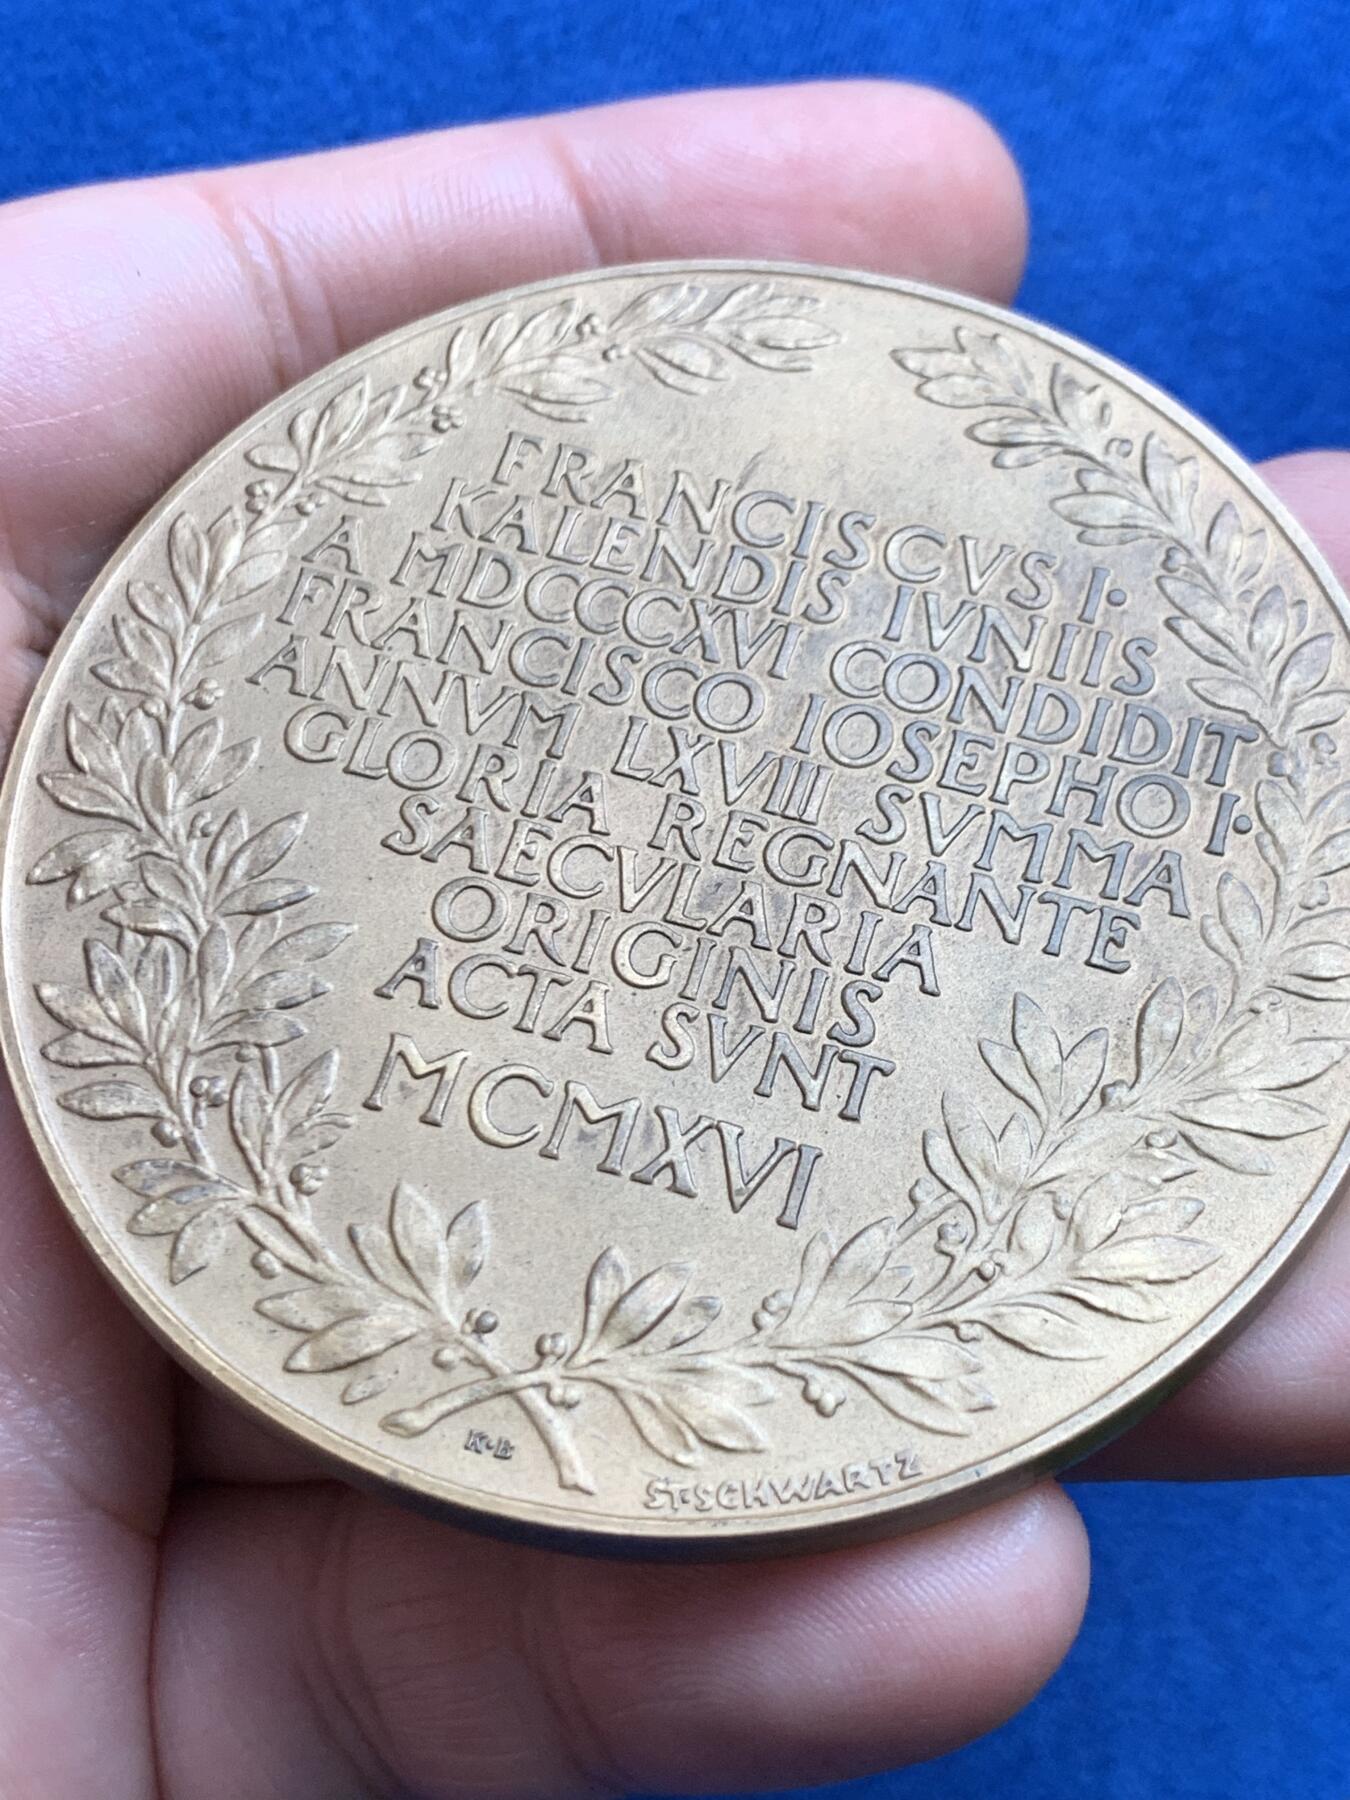 FRANCISCVS I·
KALENDIS IVNIIS
A MDCCCXVI CONDIDIT
FRANCISCO IOSEPHO I·
ANNVM LXVIII SVMMA
GLORIA REGNANTE
SAECVLARIA
ORIGINIS
ACTA SVNT
MCMXVI
K·B
ST·SCHWARTZ